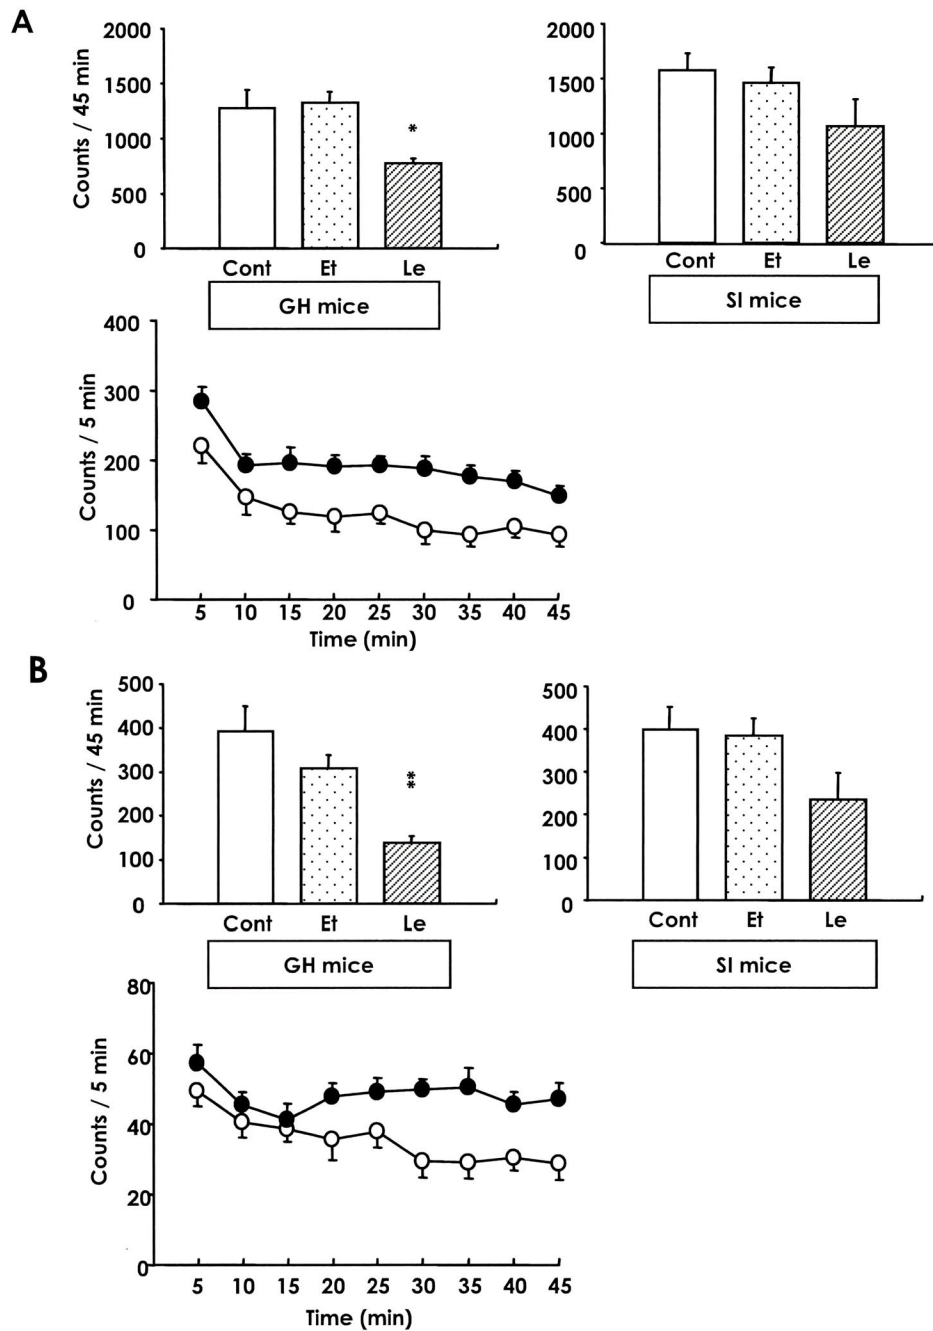 A
Counts / 45 min
2000
1500
1000
500
0
*
Cont Et Le
GH mice
2000
1500
1000
500
0
Cont Et Le
SI mice
Counts / 5 min
400
300
200
100
0
5 10 15 20 25 30 35 40 45
Time (min)
B
Counts / 45 min
500
400
300
200
100
0
**
Cont Et Le
GH mice
500
400
300
200
100
0
Cont Et Le
SI mice
Counts / 5 min
80
60
40
20
0
5 10 15 20 25 30 35 40 45
Time (min)